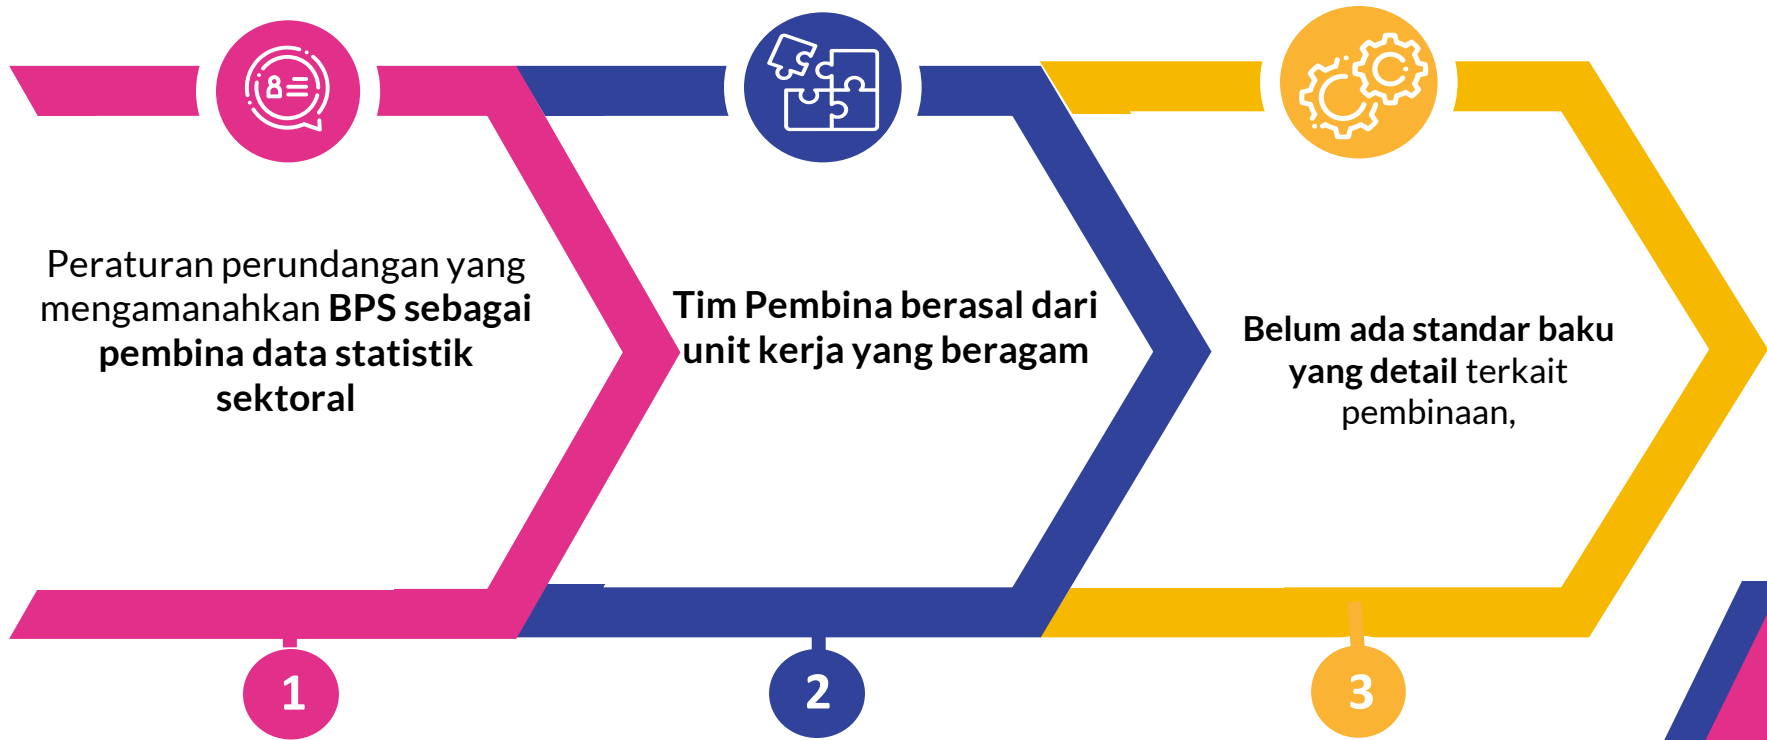 Peraturan perundangan yang
mengamanahkan BPS sebagai
pembina data statistik
sektoral
Tim Pembina berasal dari
unit kerja yang beragam
Belum ada standar baku
yang detail terkait
pembinaan,
1
2
3